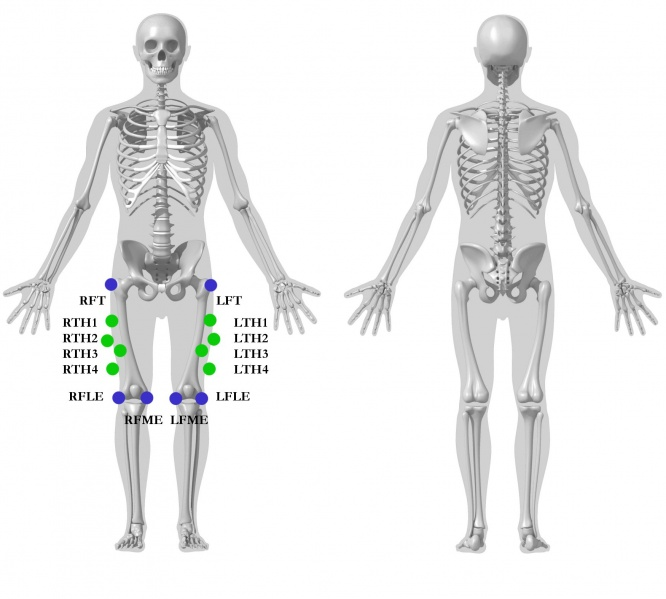 RFT LFT
RTH1 LTH1
RTH2 LTH2
RTH3 LTH3
RTH4 LTH4
RFLE LFLE
RFME LFME